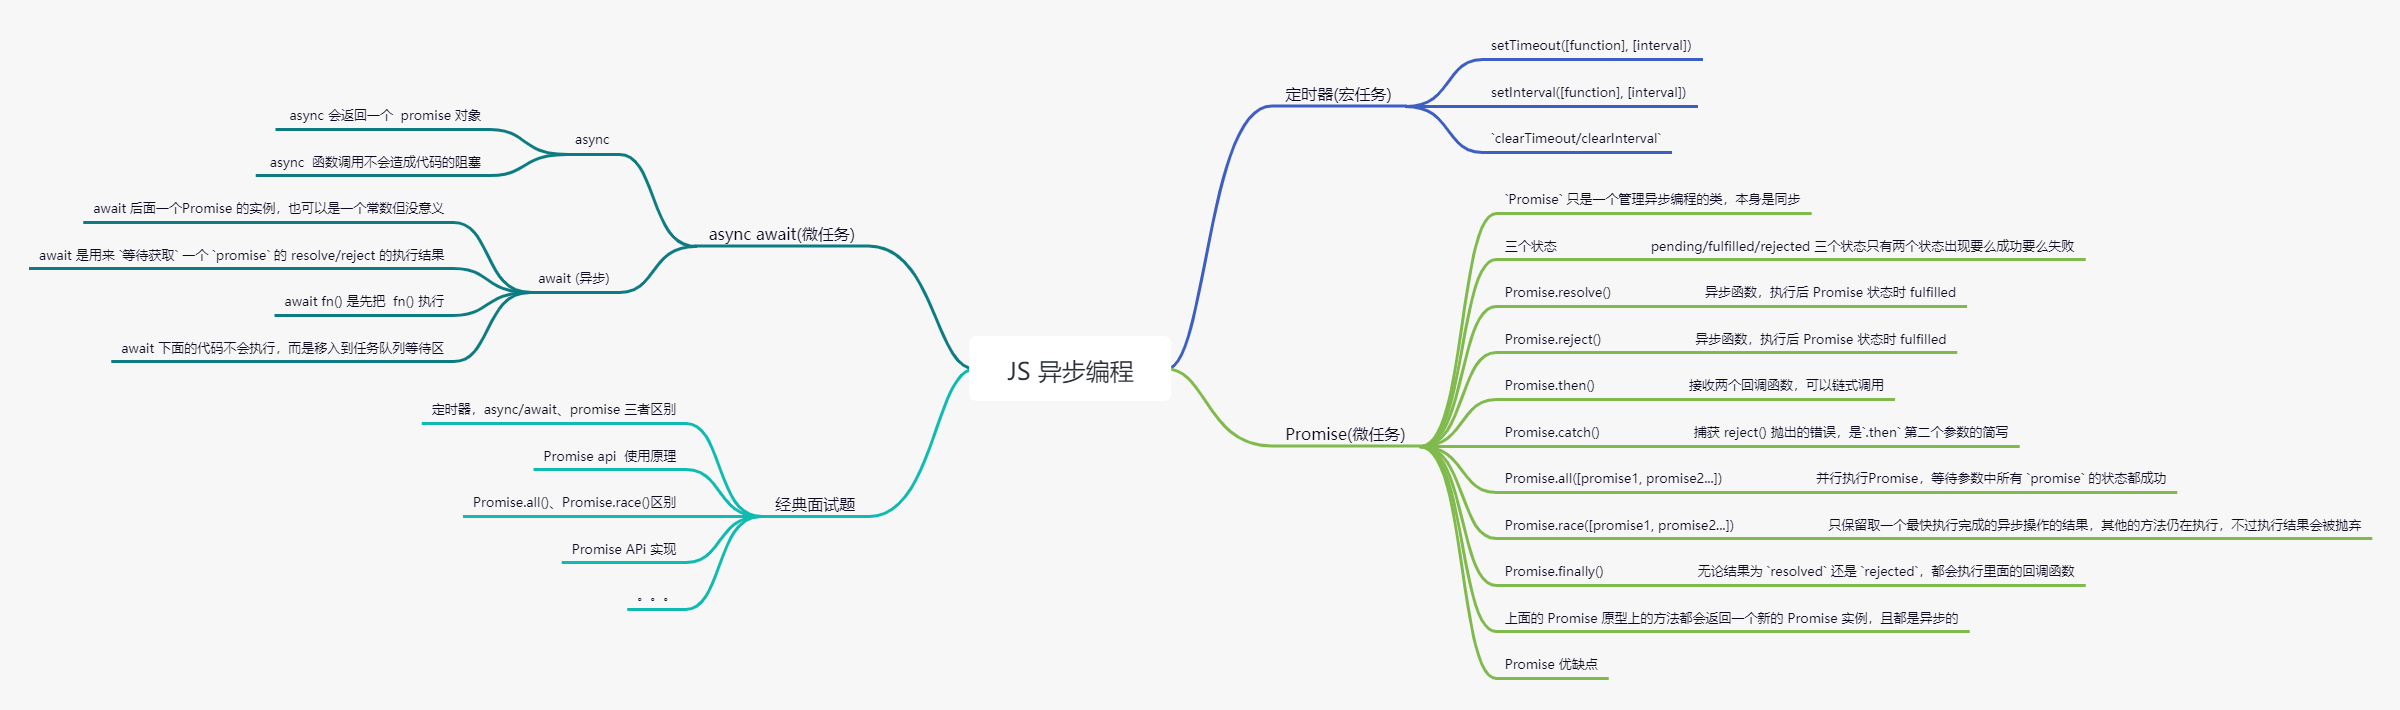 JS 异步编程
定时器(宏任务)
setTimeout([function], [interval])
setInterval([function], [interval])
`clearTimeout/clearInterval`
Promise(微任务)
`Promise` 只是一个管理异步编程的类，本身是同步
三个状态 pending/fulfilled/rejected 三个状态只有两个状态出现要么成功要么失败
Promise.resolve() 异步函数，执行后 Promise 状态时 fulfilled
Promise.reject() 异步函数，执行后 Promise 状态时 fulfilled
Promise.then() 接收两个回调函数，可以链式调用
Promise.catch() 捕获 reject() 抛出的错误，是`.then` 第二个参数的简写
Promise.all([promise1, promise2...]) 并行执行Promise，等待参数中所有 `promise` 的状态都成功
Promise.race([promise1, promise2...]) 只保留取一个最快执行完成的异步操作的结果，其他的方法仍在执行，不过执行结果会被抛弃
Promise.finally() 无论结果为 `resolved` 还是 `rejected`，都会执行里面的回调函数
上面的 Promise 原型上的方法都会返回一个新的 Promise 实例，且都是异步的
Promise 优缺点
async await(微任务)
async
async 会返回一个  promise 对象
async  函数调用不会造成代码的阻塞
await (异步)
await 后面一个Promise 的实例，也可以是一个常数但没意义
await 是用来 `等待获取` 一个 `promise` 的 resolve/reject 的执行结果
await fn() 是先把  fn() 执行
await 下面的代码不会执行，而是移入到任务队列等待区
经典面试题
定时器，async/await、promise 三者区别
Promise api  使用原理
Promise.all()、Promise.race()区别
Promise APi 实现
。。。